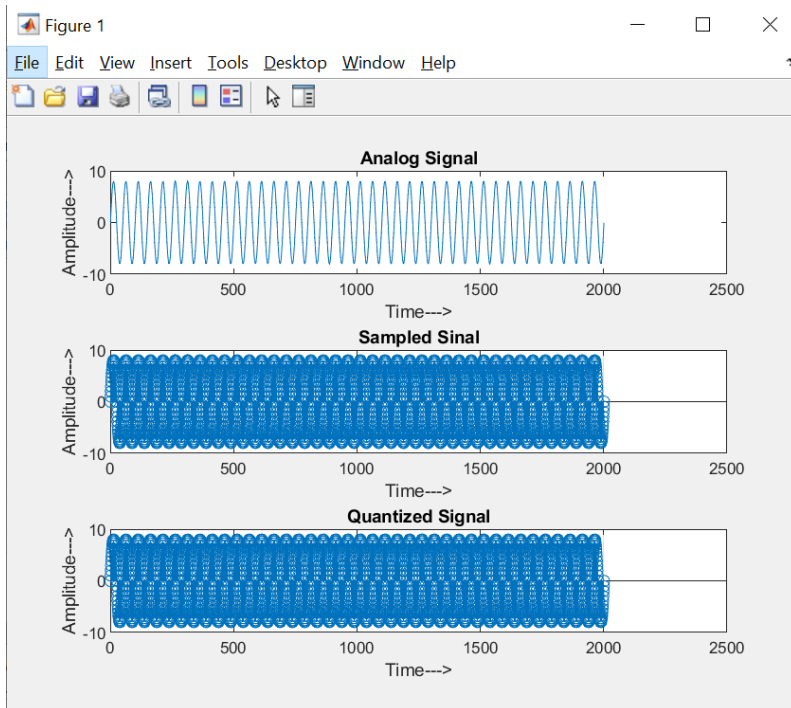 Figure 1
File Edit View Insert Tools Desktop Window Help
Analog Signal
10
0
-10
Amplitude--->
0 500 1000 1500 2000 2500
Time--->
Sampled Sinal
10
0
-10
Amplitude--->
0 500 1000 1500 2000 2500
Time--->
Quantized Signal
10
0
-10
Amplitude--->
0 500 1000 1500 2000 2500
Time--->